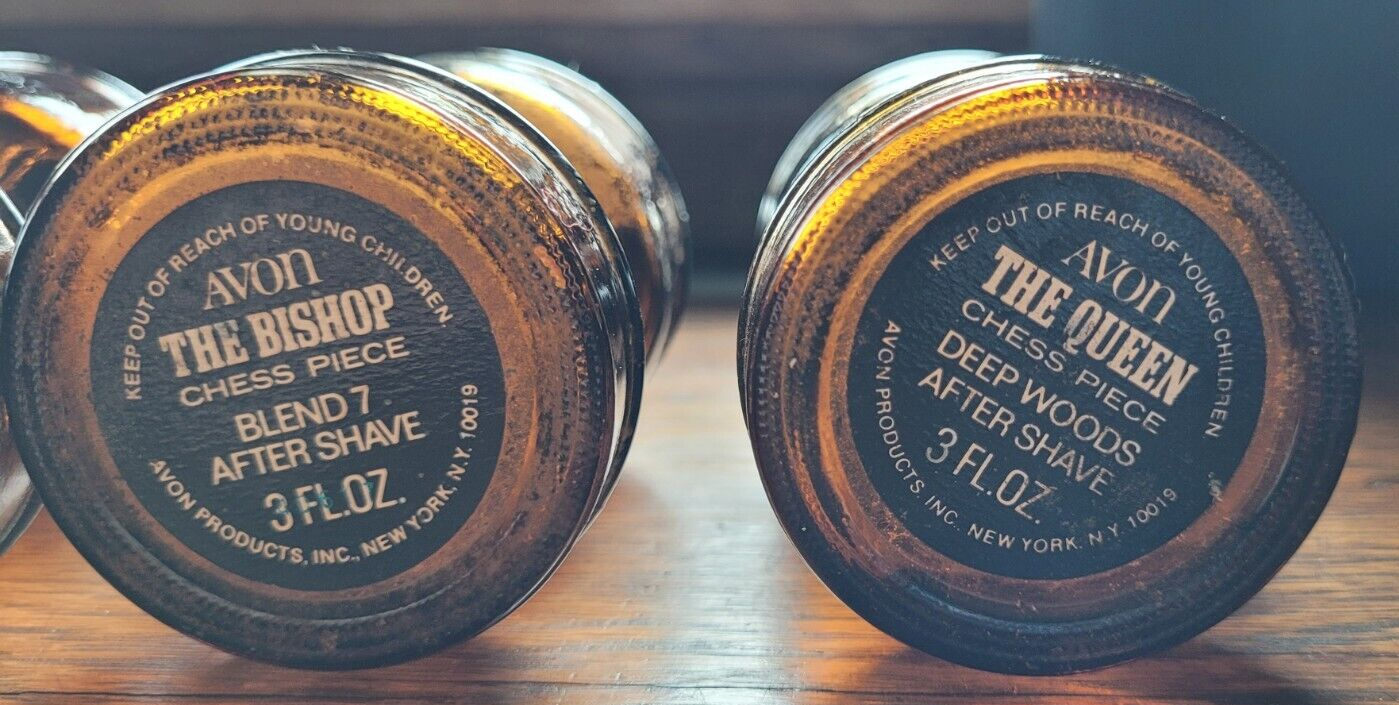 KEEP OUT OF REACH OF YOUNG CHILDREN.
AVON
THE BISHOP
CHESS PIECE
BLEND 7
AFTER SHAVE
3 FL.OZ.
AVON PRODUCTS, INC., NEW YORK, N.Y. 10019
KEEP OUT OF REACH OF YOUNG CHILDREN
AVON
THE QUEEN
CHESS PIECE
DEEP WOODS
AFTER SHAVE
3 FL.OZ.
AVON PRODUCTS, INC. NEW YORK. N.Y. 10019